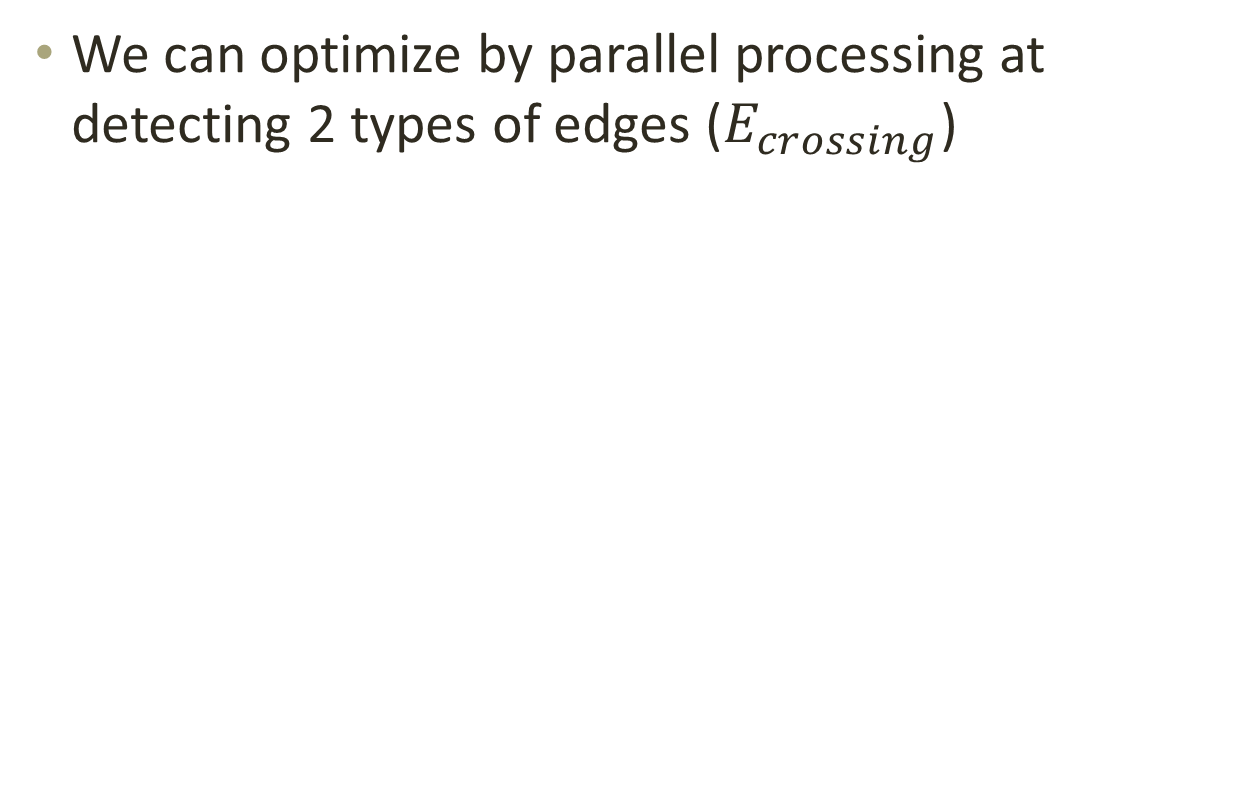 • We can optimize by parallel processing at
detecting 2 types of edges (E_crossing)